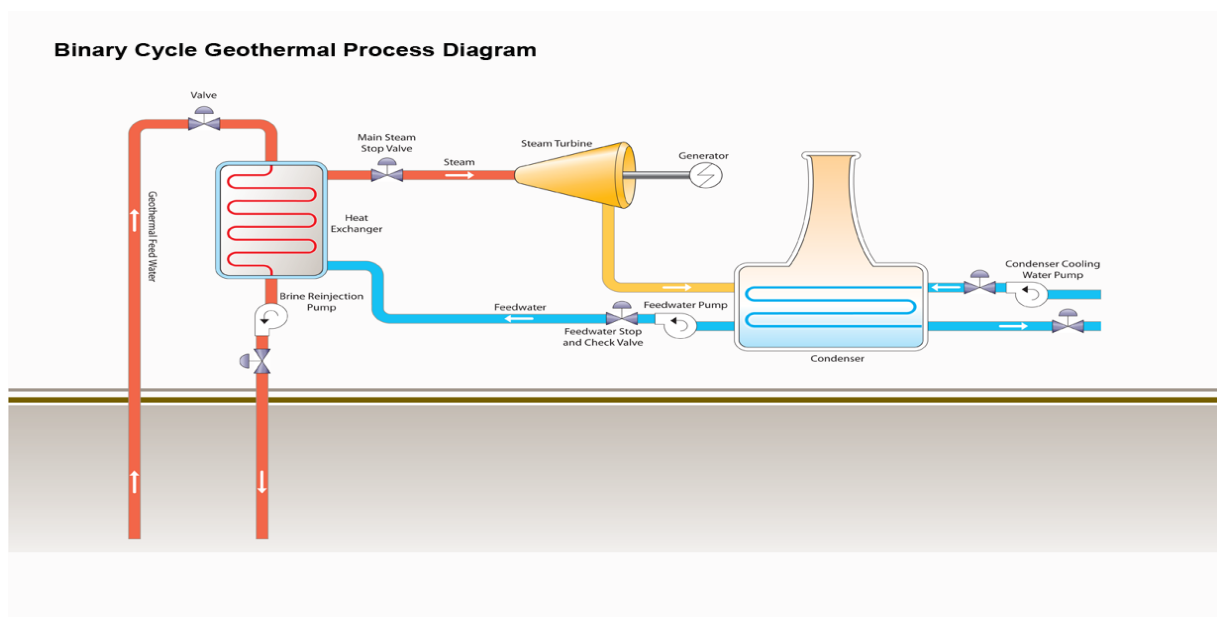 Binary Cycle Geothermal Process Diagram
Valve
Main Steam
Stop Valve
Steam
Steam Turbine
Generator
Geothermal Feed Water
Heat
Exchanger
Condenser Cooling
Water Pump
Brine Reinjection
Pump
Feedwater
Feedwater Pump
Feedwater Stop
and Check Valve
Condenser